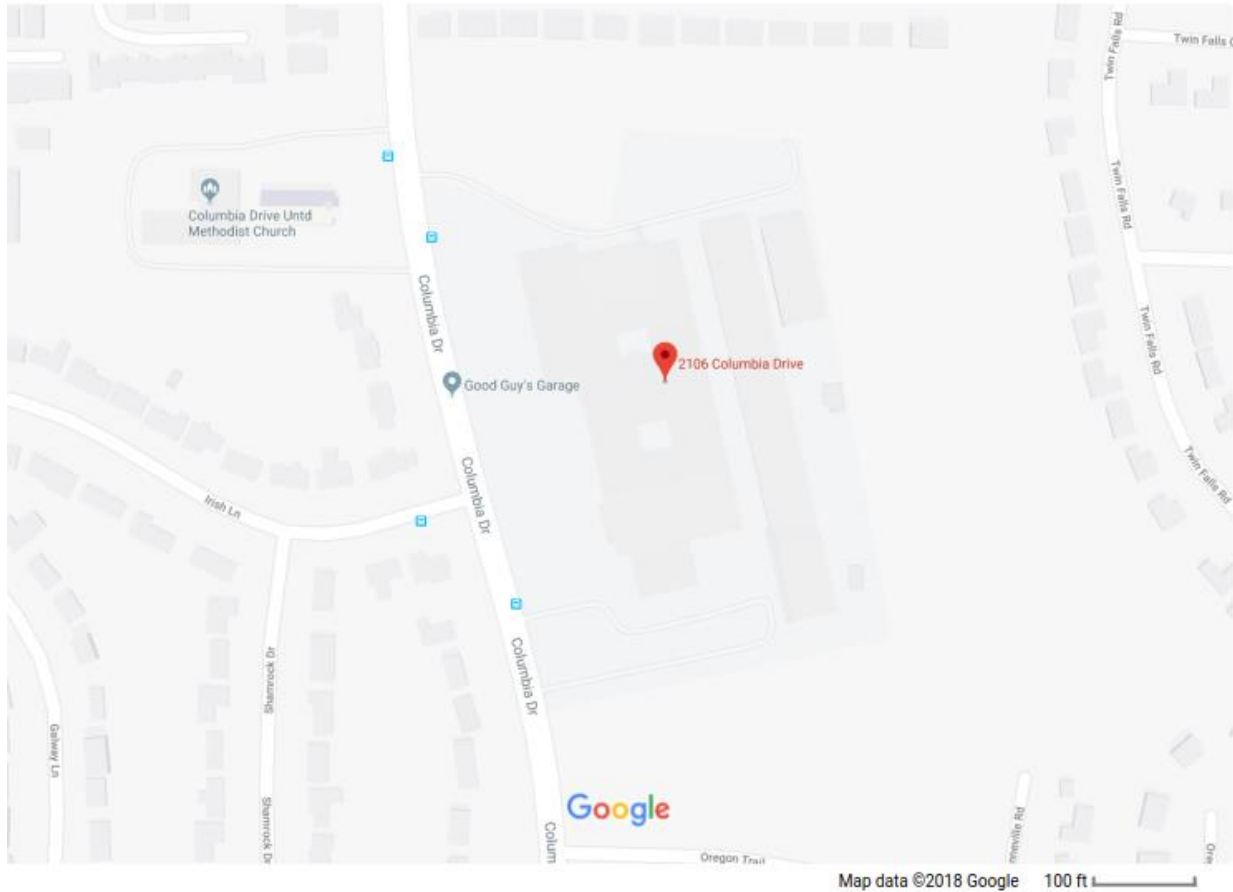 Twin Falls Rd
Twin Falls
Columbia Drive Untd
Methodist Church
Twin Falls Rd
Columbia Dr
Twin Falls Rd
2106 Columbia Drive
Good Guy's Garage
Columbia Dr
Twin Falls Rd
Irish Ln
Columbia Dr
Shamrock Dr
Galway Ln
Shamrock Dr
Google
Colum
nneville Rd
Oregon Trail
Map data ©2018 Google 100 ft